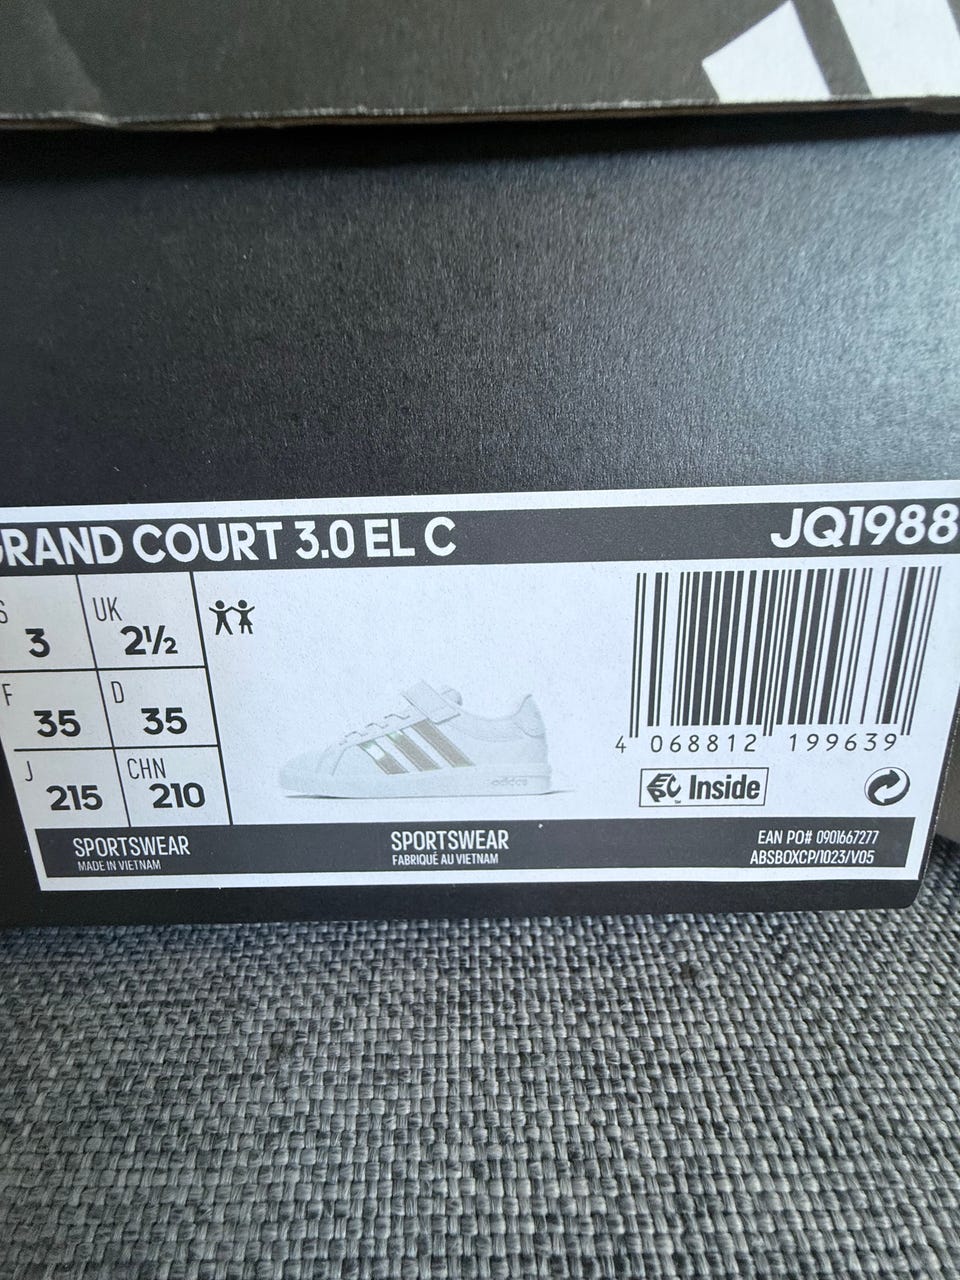 RAND COURT 3.0 EL C
JQ1988
S
3
UK
2½
F
35
D
35
J
215
CHN
210
4 068812 199639
Inside
SPORTSWEAR
MADE IN VIETNAM
SPORTSWEAR
FABRIQUÉ AU VIETNAM
EAN PO# 0901667277
ABSBOXCP/1023/V05
adidas